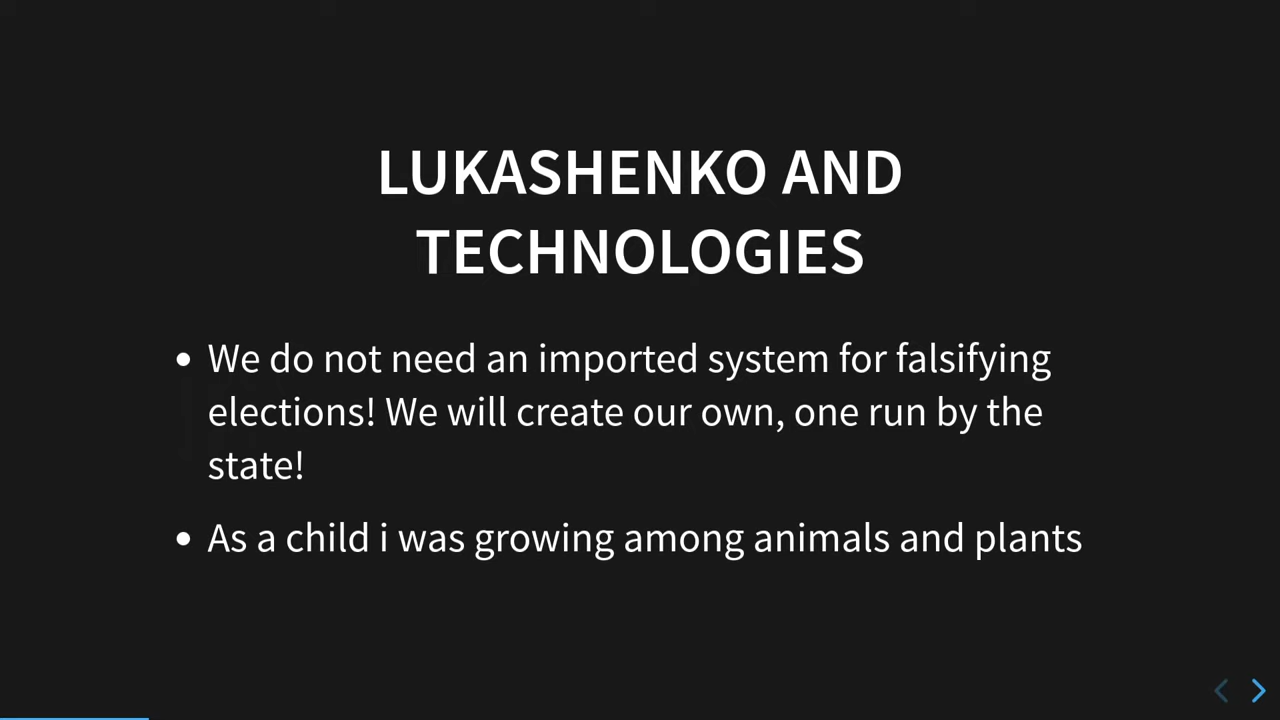 LUKASHENKO AND
TECHNOLOGIES
• We do not need an imported system for falsifying
elections! We will create our own, one run by the
state!
• As a child i was growing among animals and plants